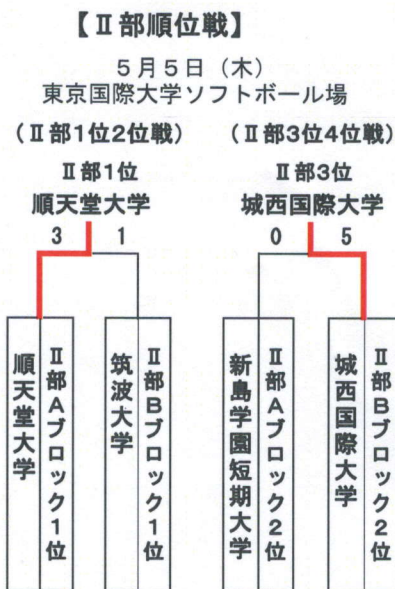 【Ⅱ部順位戦】
5月5日（木）
東京国際大学ソフトボール場
（Ⅱ部1位2位戦）
Ⅱ部1位
順天堂大学
3 1
順天堂大学
Ⅱ部Aブロック1位
筑波大学
Ⅱ部Bブロック1位
（Ⅱ部3位4位戦）
Ⅱ部3位
城西国際大学
0 5
新島学園短期大学
Ⅱ部Aブロック2位
城西国際大学
Ⅱ部Bブロック2位